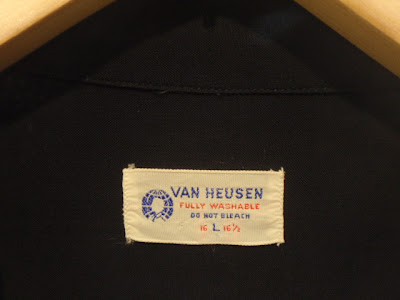 VAN HEUSEN
FULLY WASHABLE
DO NOT BLEACH
16 L 16½